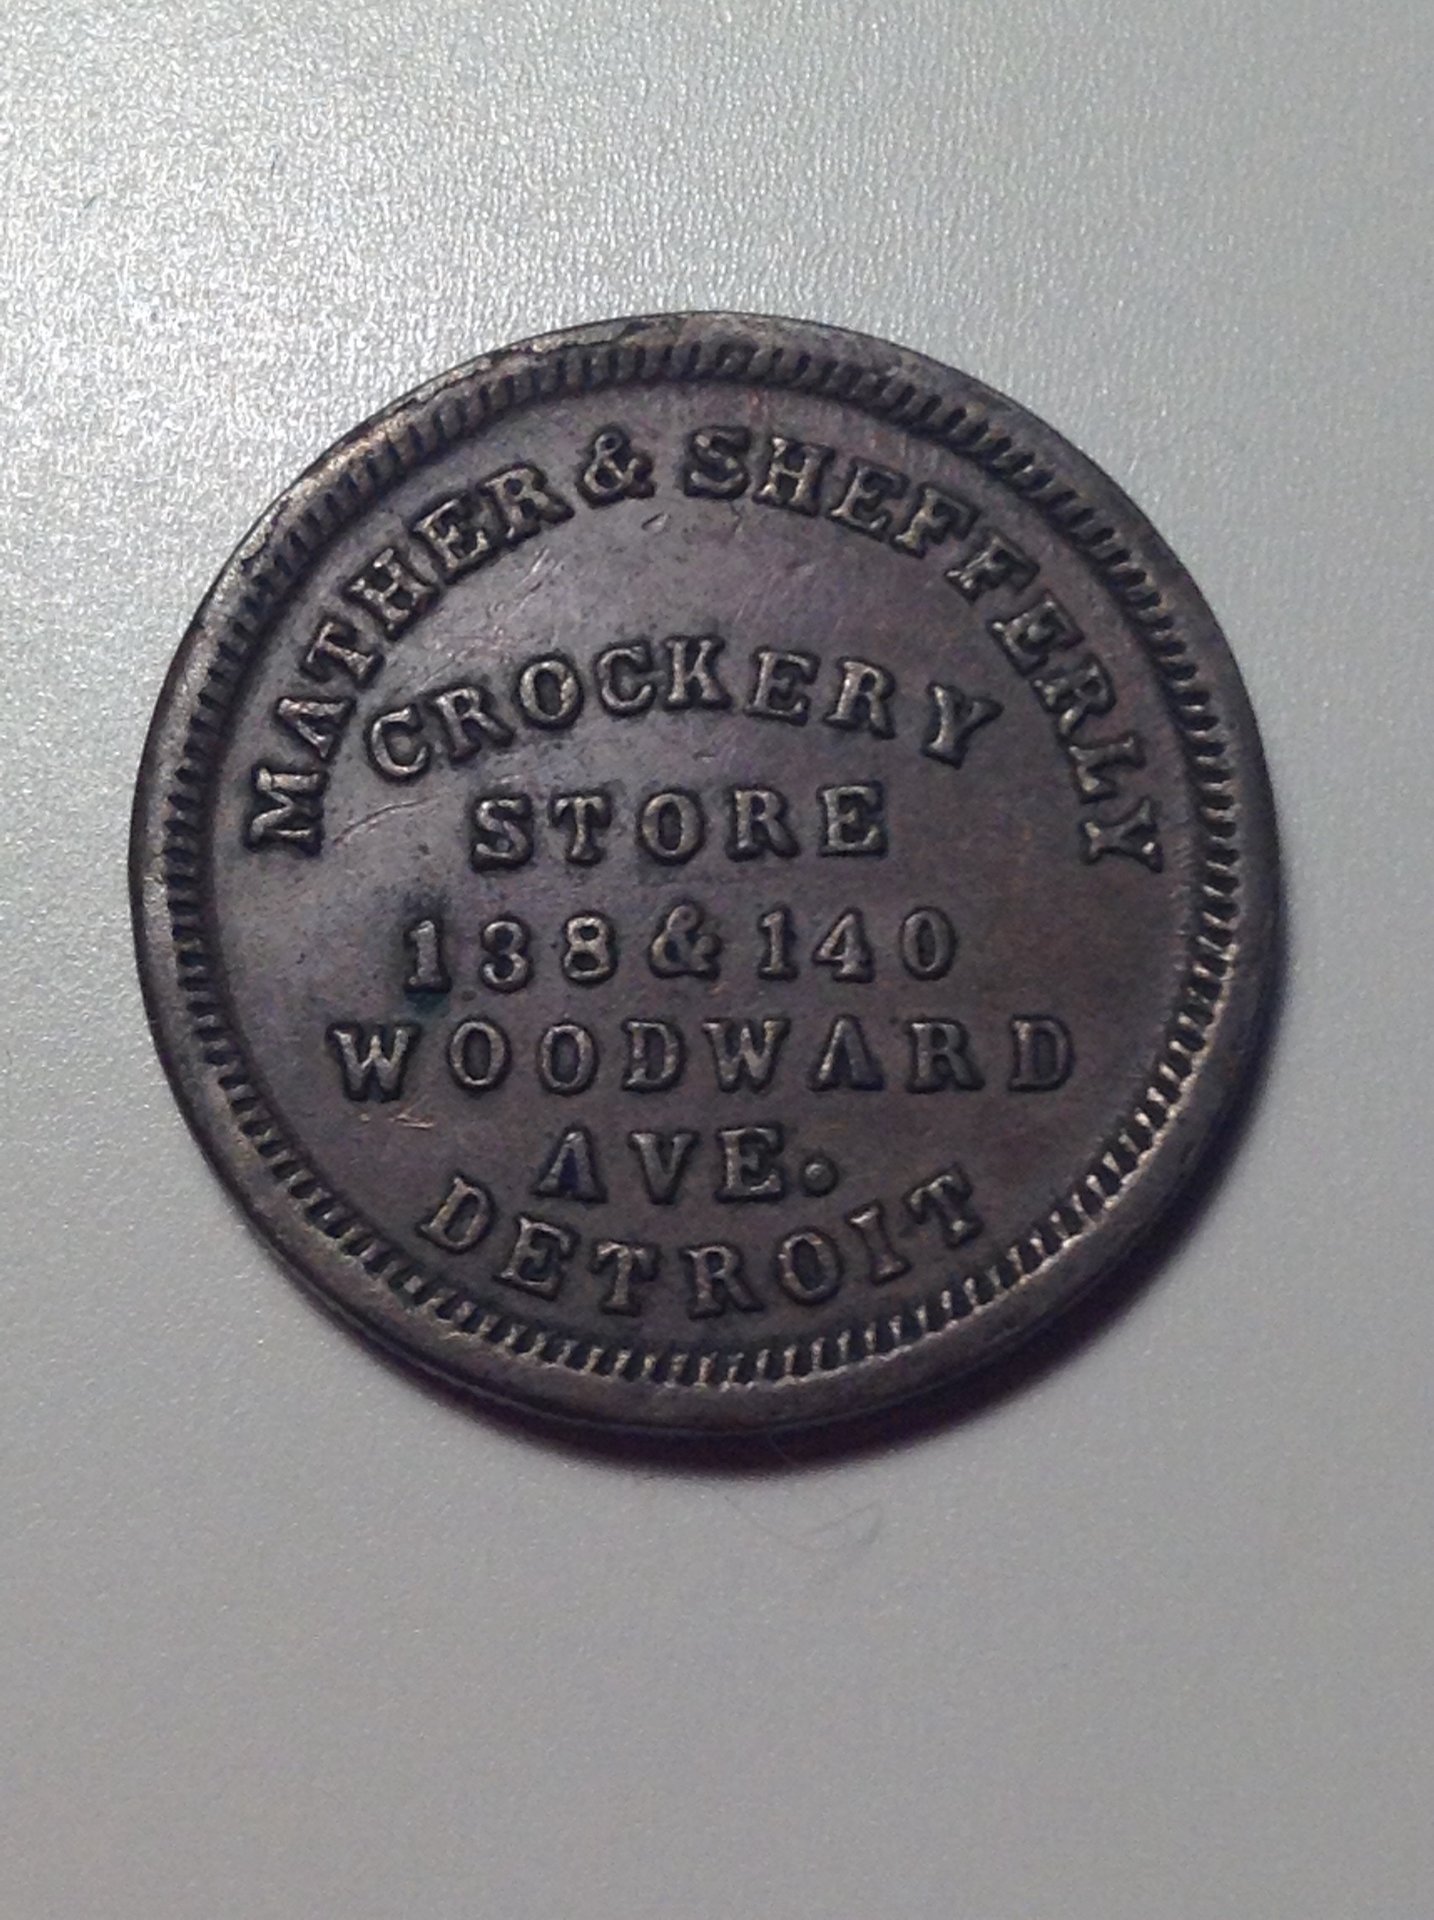 MATHER & SHEFFERLY
CROCKERY
STORE
138 & 140
WOODWARD
AVE.
DETROIT